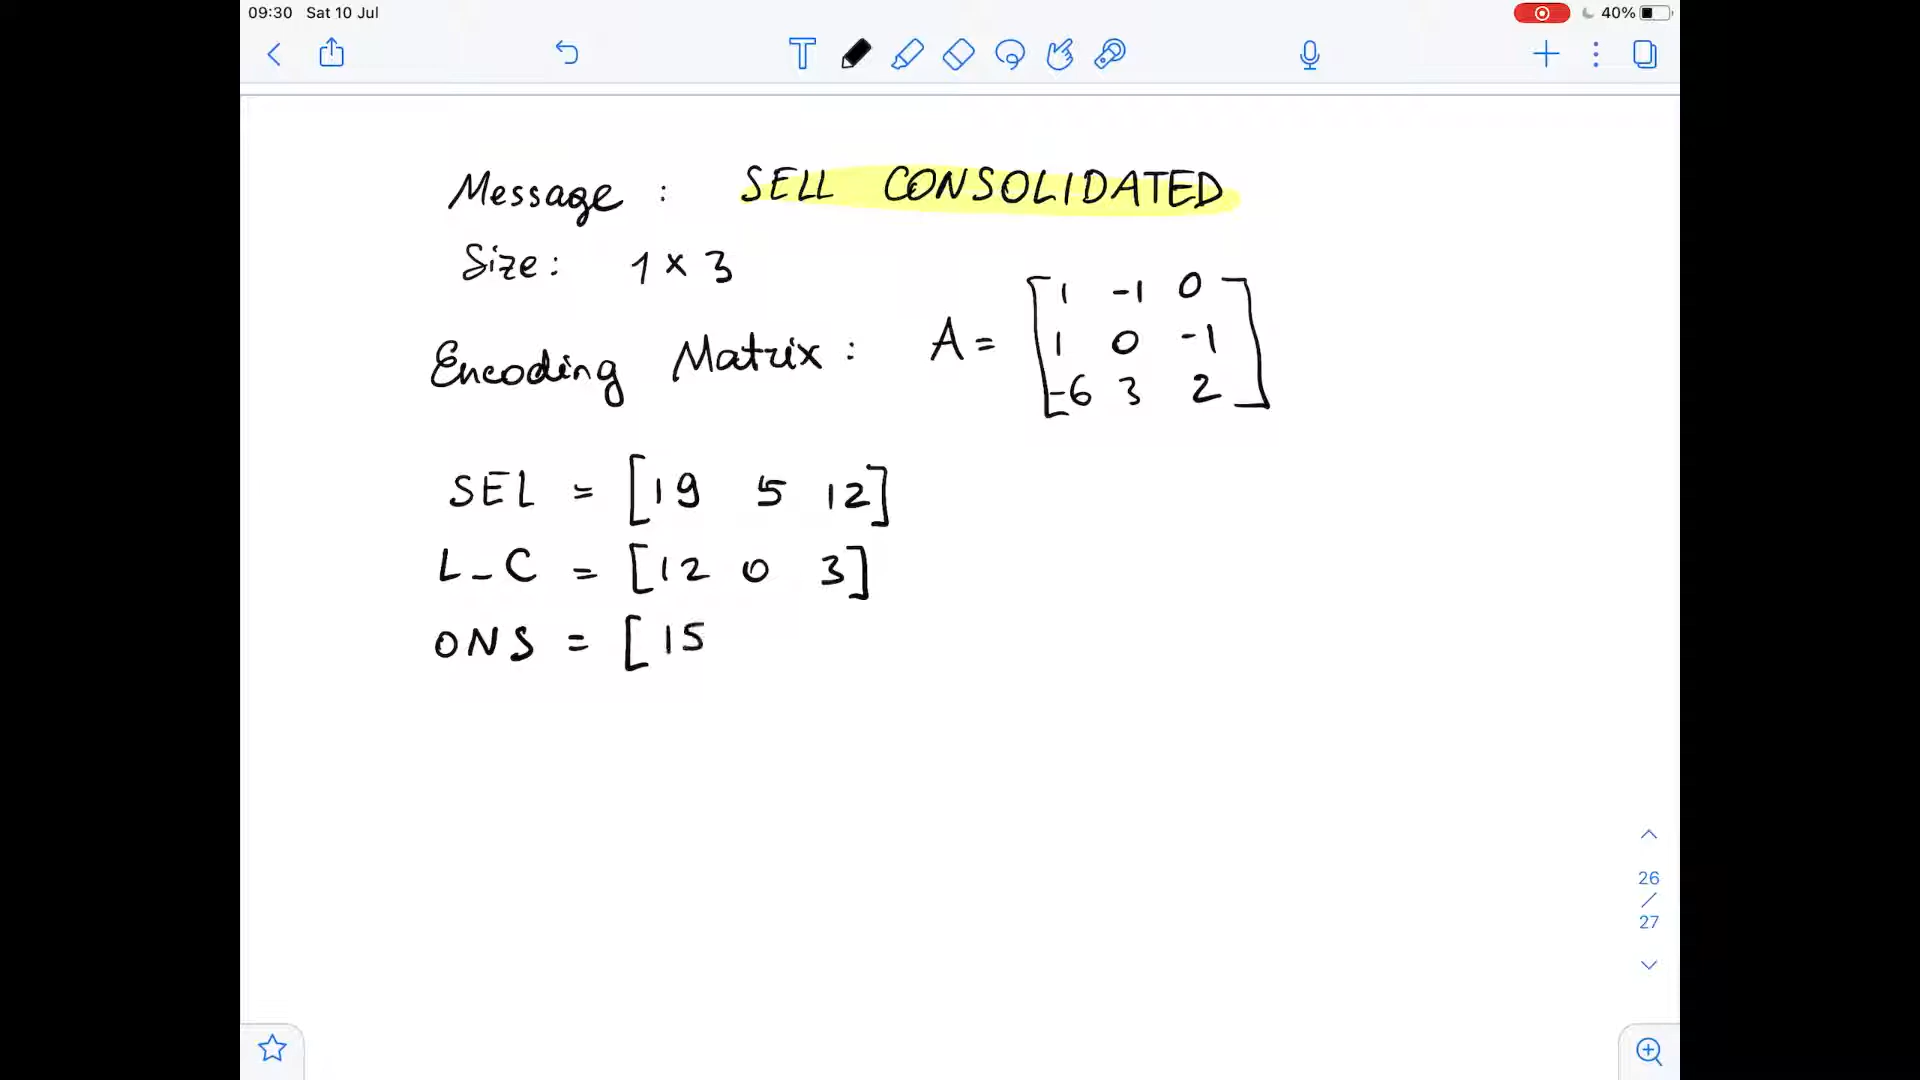 09:30 Sat 10 Jul 40%
Message : SELL CONSOLIDATED
Size: 1 x 3
Encoding Matrix : A = [1 -1 0
1 0 -1
-6 3 2]
SEL = [19 5 12]
L_C = [12 0 3]
ONS = [15
26
/
27